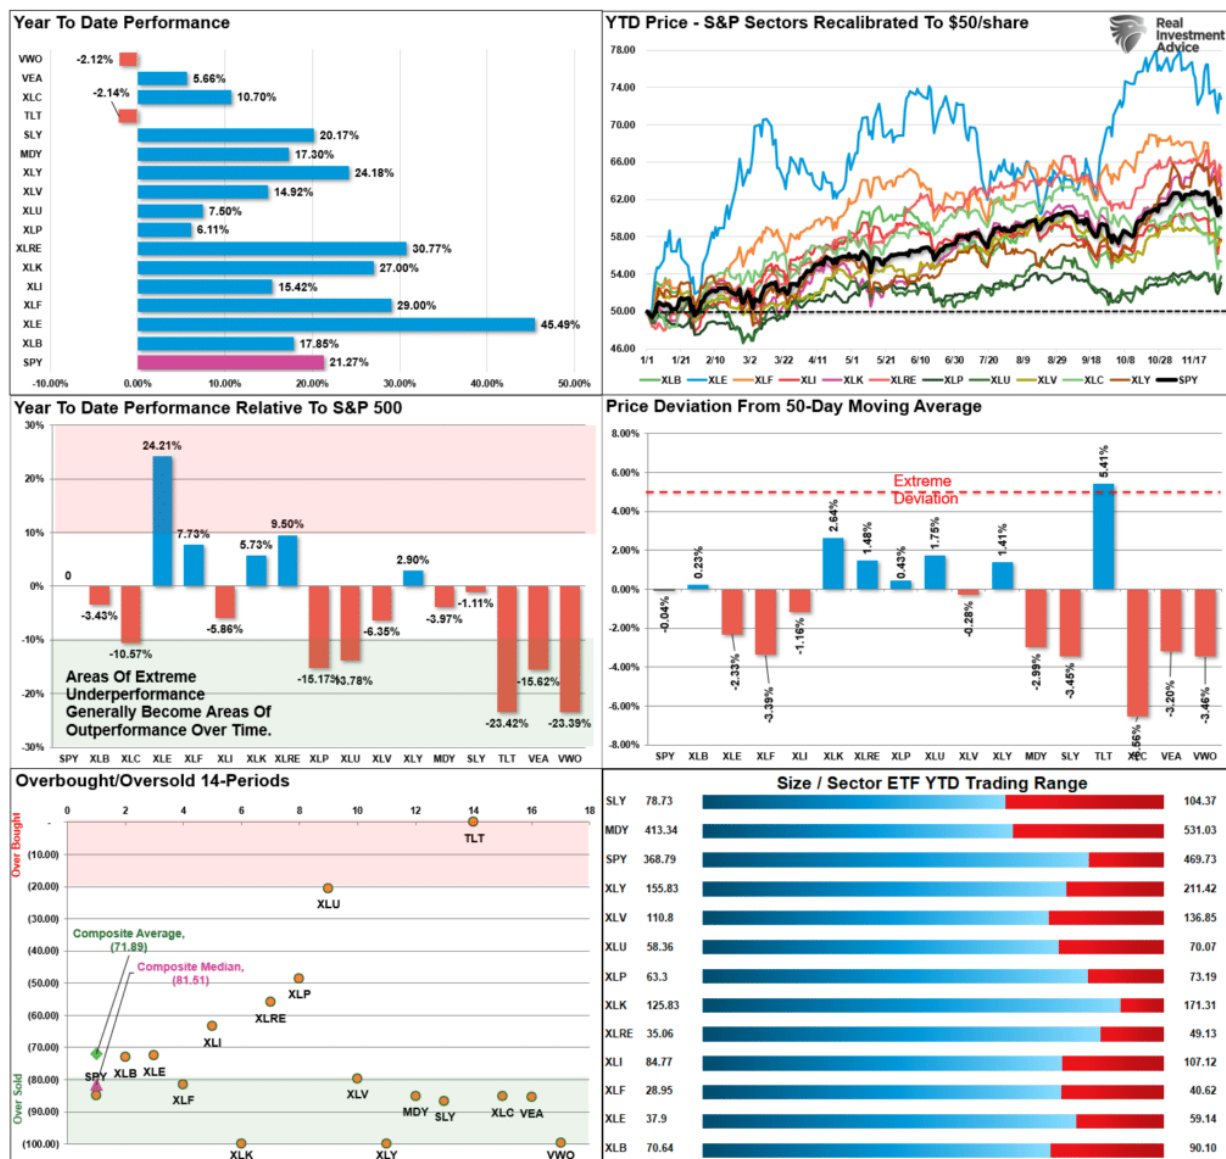 Year To Date Performance
VWO
-2.12%
VEA
5.66%
XLC
10.70%
-2.14%
TLT
SLY
20.17%
MDY
17.30%
XLY
24.18%
XLV
14.92%
XLU
7.50%
XLP
6.11%
XLRE
30.77%
XLK
27.00%
XLI
15.42%
XLF
29.00%
XLE
45.49%
XLB
17.85%
SPY
21.27%
-10.00% 0.00% 10.00% 20.00% 30.00% 40.00% 50.00%
YTD Price - S&P Sectors Recalibrated To $50/share
Real
Investment
Advice
78.00
74.00
70.00
66.00
62.00
58.00
54.00
50.00
46.00
1/1 1/21 2/10 3/2 3/22 4/11 5/1 5/21 6/10 6/30 7/20 8/9 8/29 9/18 10/8 10/28 11/17
XLB XLE XLF XLI XLK XLRE XLP XLU XLV XLC XLY SPY
Year To Date Performance Relative To S&P 500
30%
20%
10%
0%
-10%
-20%
-30%
0
-3.43%
-10.57%
24.21%
7.73%
-5.86%
5.73%
9.50%
-15.17%
-13.78%
-6.35%
2.90%
-3.97%
-1.11%
-23.42%
-15.62%
-23.39%
Areas Of Extreme
Underperformance
Generally Become Areas Of
Outperformance Over Time.
SPY XLB XLC XLE XLF XLI XLK XLRE XLP XLU XLV XLY MDY SLY TLT VEA VWO
Price Deviation From 50-Day Moving Average
8.00%
6.00%
4.00%
2.00%
0.00%
-2.00%
-4.00%
-6.00%
-8.00%
Extreme
Deviation
-0.04%
0.23%
-2.33%
-3.39%
-1.16%
2.64%
1.48%
0.43%
1.75%
-0.28%
1.41%
-2.99%
-3.45%
5.41%
-6.56%
-3.20%
-3.46%
SPY XLB XLE XLF XLI XLK XLRE XLP XLU XLV XLY MDY SLY TLT XLC VEA VWO
Overbought/Oversold 14-Periods
0 2 4 6 8 10 12 14 16 18
Over Bought
Over Sold
-
(10.00)
(20.00)
(30.00)
(40.00)
(50.00)
(60.00)
(70.00)
(80.00)
(90.00)
(100.00)
TLT
XLU
Composite Average,
(71.89)
Composite Median,
(81.51)
XLP
XLRE
XLI
SPY
XLB
XLE
XLF
XLV
MDY
SLY
XLC
VEA
XLK
XLY
VWO
Size / Sector ETF YTD Trading Range
SLY 78.73 104.37
MDY 413.34 531.03
SPY 368.79 469.73
XLY 155.83 211.42
XLV 110.8 136.85
XLU 58.36 70.07
XLP 63.3 73.19
XLK 125.83 171.31
XLRE 35.06 49.13
XLI 84.77 107.12
XLF 28.95 40.62
XLE 37.9 59.14
XLB 70.64 90.10